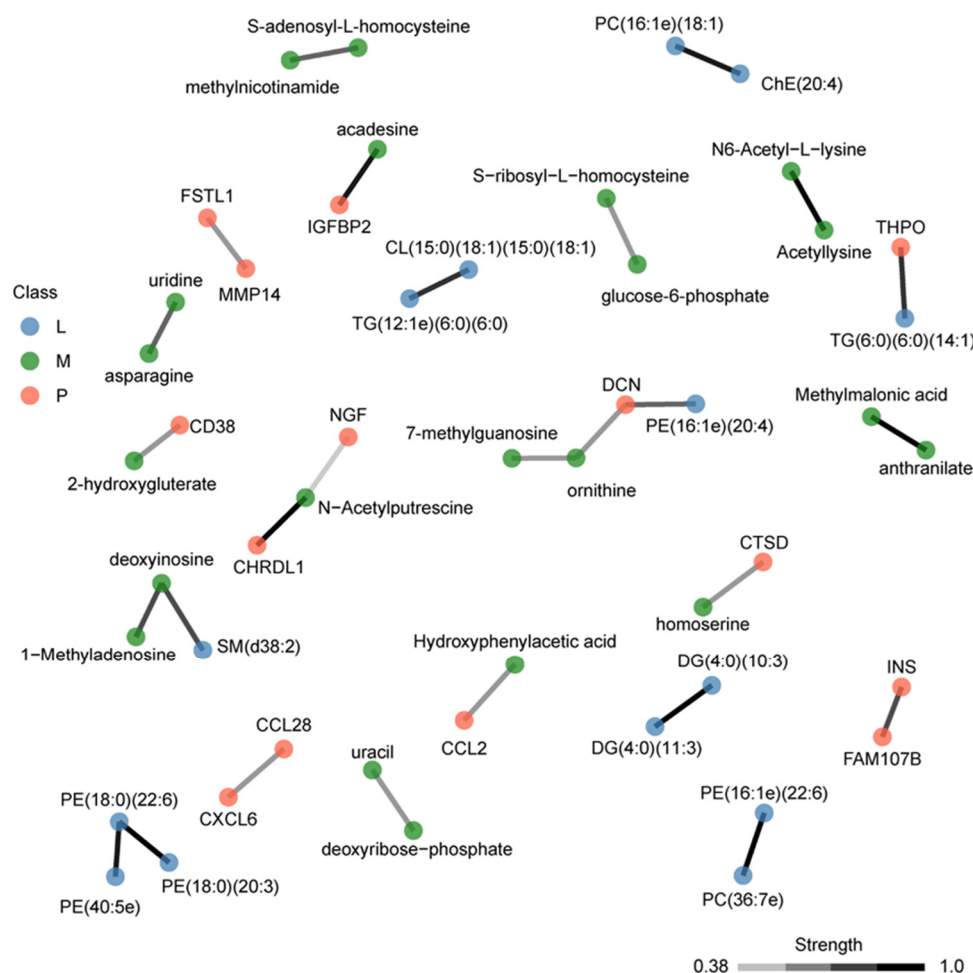 S-adenosyl-L-homocysteine
methylnicotinamide
PC(16:1e)(18:1)
ChE(20:4)
acadesine
IGFBP2
N6-Acetyl-L-lysine
Acetyllysine
S-ribosyl-L-homocysteine
glucose-6-phosphate
FSTL1
MMP14
THPO
TG(6:0)(6:0)(14:1)
CL(15:0)(18:1)(15:0)(18:1)
TG(12:1e)(6:0)(6:0)
uridine
asparagine
Class
L
M
P
CD38
2-hydroxygluterate
NGF
N-Acetylputrescine
CHRDL1
DCN
PE(16:1e)(20:4)
7-methylguanosine
ornithine
Methylmalonic acid
anthranilate
deoxyinosine
1-Methyladenosine
SM(d38:2)
CTSD
homoserine
Hydroxyphenylacetic acid
CCL2
DG(4:0)(10:3)
DG(4:0)(11:3)
INS
FAM107B
CCL28
CXCL6
uracil
deoxyribose-phosphate
PE(18:0)(22:6)
PE(18:0)(20:3)
PE(40:5e)
PE(16:1e)(22:6)
PC(36:7e)
Strength
0.38 1.0